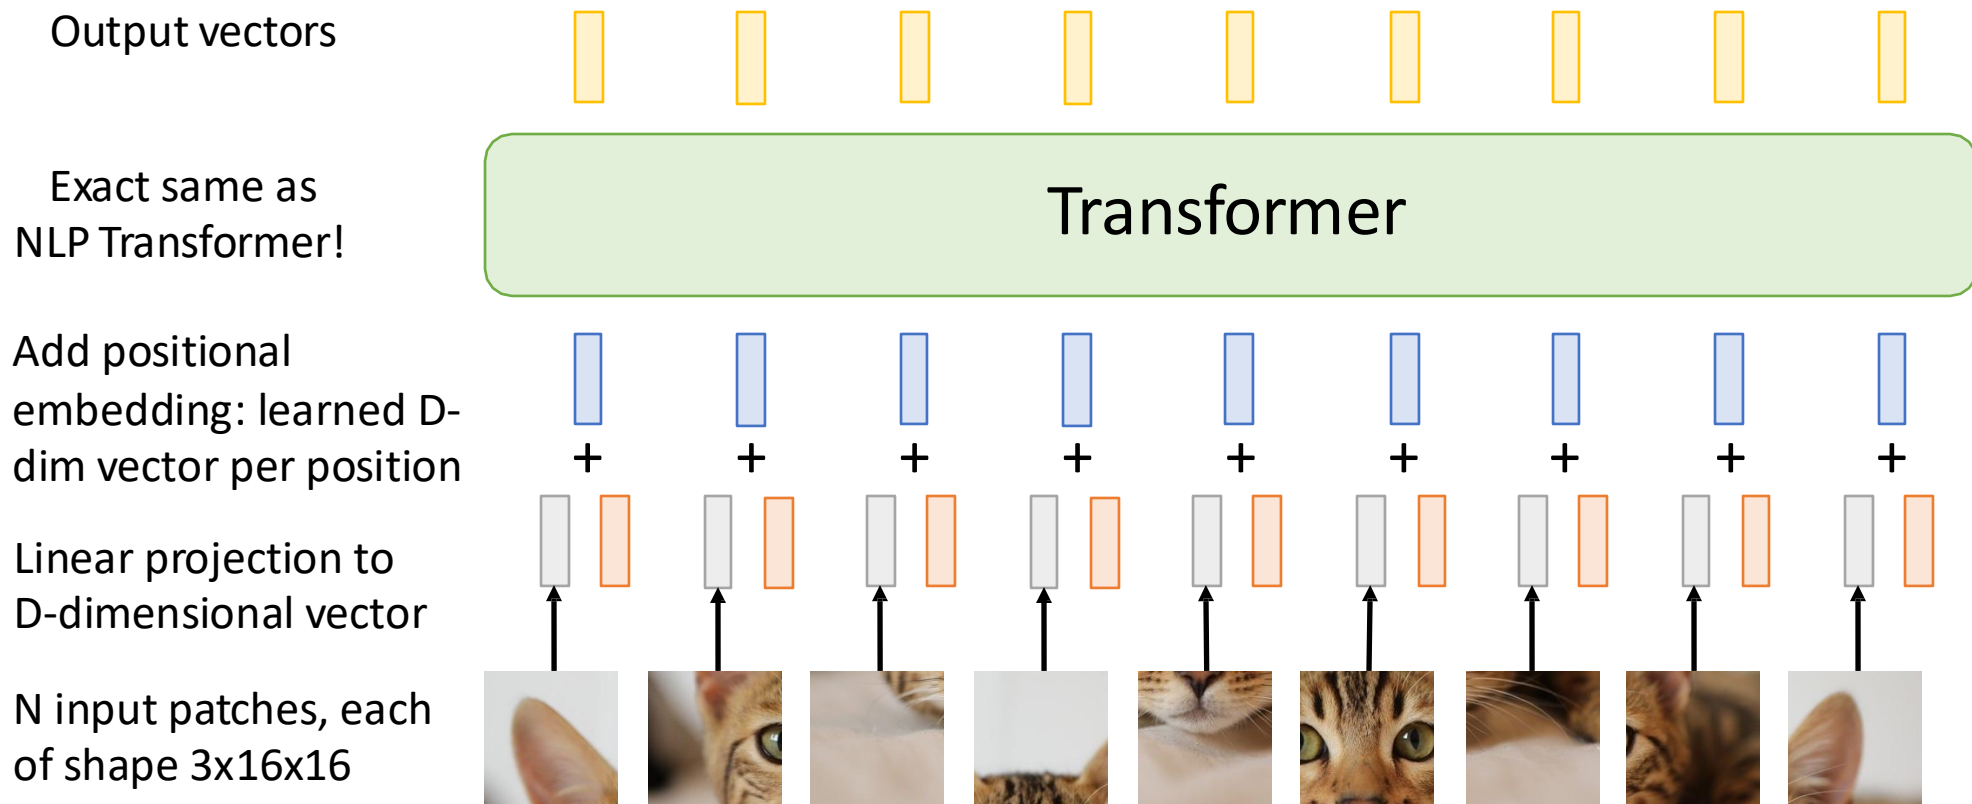 Output vectors
Exact same as
NLP Transformer!
Transformer
Add positional
embedding: learned D-
dim vector per position
+ + + + + + + + +
Linear projection to
D-dimensional vector
N input patches, each
of shape 3x16x16